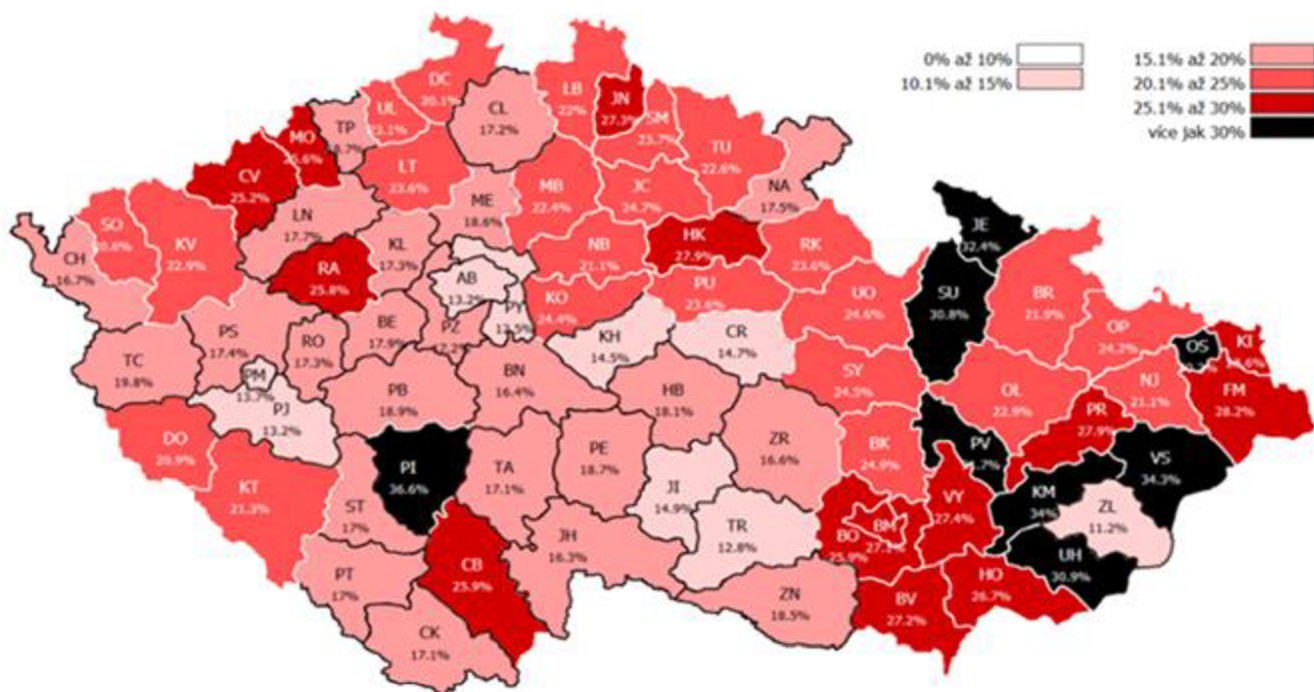 0% až 10%
10.1% až 15%
15.1% až 20%
20.1% až 25%
25.1% až 30%
více jak 30%
DC
20.1%
LB
22%
JN
27.3%
UL
CL
17.2%
SM
23.7%
TP
MO
TU
22.6%
LT
23.6%
CV
25.2%
MB
22.4%
JC
24.7%
NA
17.5%
ME
18.6%
LN
17.7%
SO
20.6%
KV
22.9%
CH
16.7%
KL
17.3%
NB
21.1%
HK
27.9%
RK
23.6%
JE
32.4%
RA
25.8%
AB
13.2%
SU
30.8%
BR
21.9%
PY
KO
24.4%
PU
23.6%
UO
24.6%
PS
17.4%
RO
17.3%
BE
17.9%
PZ
17.2%
KH
14.5%
CR
14.7%
OP
24.2%
OS
KI
TC
19.8%
PM
13.7%
PB
18.9%
BN
16.4%
HB
18.1%
SY
24.5%
OL
22.9%
NJ
21.1%
FM
28.2%
PJ
13.2%
PR
27.9%
DO
20.9%
PI
36.6%
TA
17.1%
PE
18.7%
ZR
16.6%
BK
24.9%
PV
VS
34.3%
KT
21.3%
ST
17%
JI
14.9%
VY
27.4%
KM
34%
ZL
11.2%
TR
12.8%
BM
BO
25.9%
JH
16.3%
UH
30.9%
PT
17%
CB
25.9%
HO
26.7%
ZN
18.5%
BV
27.2%
CK
17.1%